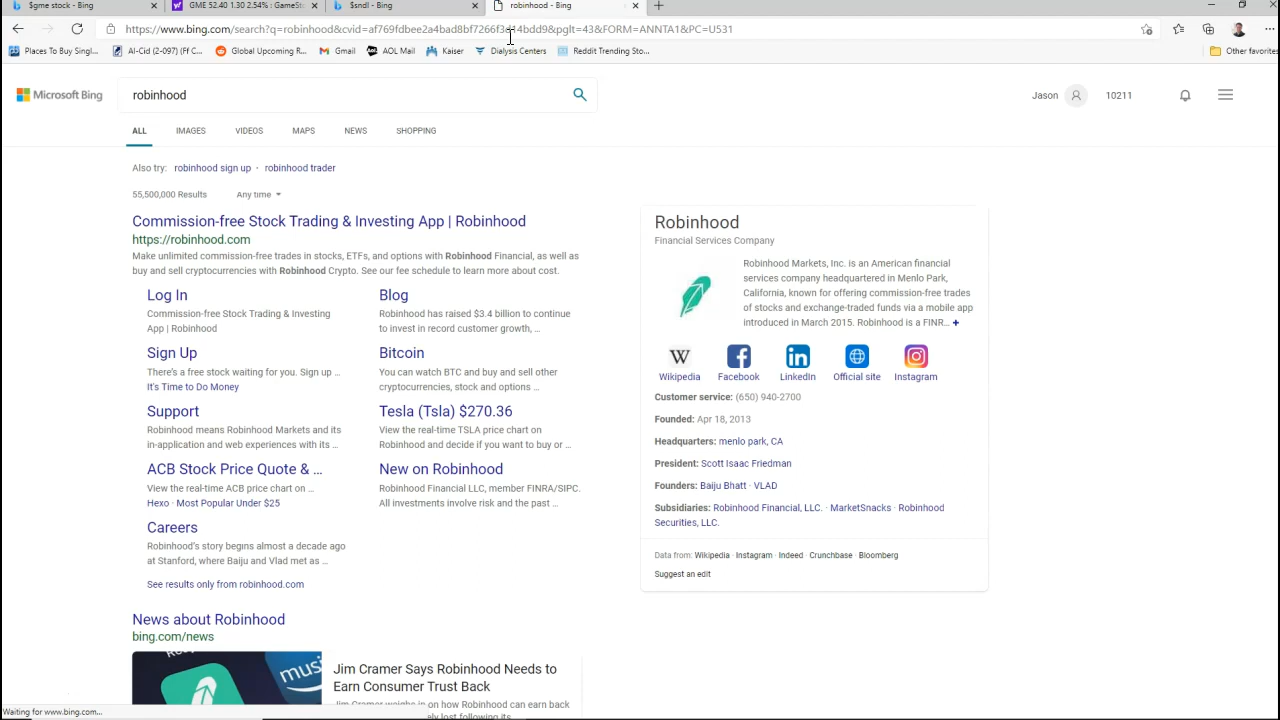 $gme stock - Bing
GME 52.40 1.30 2.54% : GameSt
$sndl - Bing
robinhood - Bing
https://www.bing.com/search?q=robinhood&cvid=af769fdbee2a4bad8bf7266f3d14bdd9&pglt=43&FORM=ANNTA1&PC=U531
Places To Buy Singl...
Al-Cid (2-097) (Ff C...
Global Upcoming R...
Gmail
AOL Mail
Kaiser
Dialysis Centers
Reddit Trending Sto...
Other favorites
Microsoft Bing
robinhood
Jason
10211
ALL IMAGES VIDEOS MAPS NEWS SHOPPING
Also try: robinhood sign up · robinhood trader
55,500,000 Results Any time
Commission-free Stock Trading & Investing App | Robinhood
https://robinhood.com
Make unlimited commission-free trades in stocks, ETFs, and options with Robinhood Financial, as well as
buy and sell cryptocurrencies with Robinhood Crypto. See our fee schedule to learn more about cost.
Log In
Commission-free Stock Trading & Investing
App | Robinhood
Sign Up
There's a free stock waiting for you. Sign up ...
It's Time to Do Money
Support
Robinhood means Robinhood Markets and its
in-application and web experiences with its ...
ACB Stock Price Quote & ...
View the real-time ACB price chart on ...
Hexo · Most Popular Under $25
Careers
Robinhood's story begins almost a decade ago
at Stanford, where Baiju and Vlad met as ...
See results only from robinhood.com
Blog
Robinhood has raised $3.4 billion to continue
to invest in record customer growth, ...
Bitcoin
You can watch BTC and buy and sell other
cryptocurrencies, stock and options ...
Tesla (Tsla) $270.36
View the real-time TSLA price chart on
Robinhood and decide if you want to buy or ...
New on Robinhood
Robinhood Financial LLC, member FINRA/SIPC.
All investments involve risk and the past ...
News about Robinhood
bing.com/news
Jim Cramer Says Robinhood Needs to
Earn Consumer Trust Back
Jim Cramer weighs in on how Robinhood can earn back
ely lost following its
Robinhood
Financial Services Company
Robinhood Markets, Inc. is an American financial
services company headquartered in Menlo Park,
California, known for offering commission-free trades
of stocks and exchange-traded funds via a mobile app
introduced in March 2015. Robinhood is a FINR... +
Wikipedia Facebook LinkedIn Official site Instagram
Customer service: (650) 940-2700
Founded: Apr 18, 2013
Headquarters: menlo park, CA
President: Scott Isaac Friedman
Founders: Baiju Bhatt · VLAD
Subsidiaries: Robinhood Financial, LLC. · MarketSnacks · Robinhood
Securities, LLC.
Data from: Wikipedia · Instagram · Indeed · Crunchbase · Bloomberg
Suggest an edit
Waiting for www.bing.com...